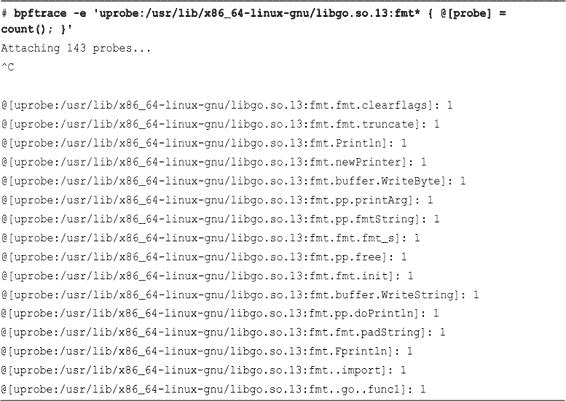 # bpftrace -e 'uprobe:/usr/lib/x86_64-linux-gnu/libgo.so.13:fmt* { @[probe] =
count(); }'
Attaching 143 probes...
^C
@[uprobe:/usr/lib/x86_64-linux-gnu/libgo.so.13:fmt.fmt.clearflags]: 1
@[uprobe:/usr/lib/x86_64-linux-gnu/libgo.so.13:fmt.fmt.truncate]: 1
@[uprobe:/usr/lib/x86_64-linux-gnu/libgo.so.13:fmt.Println]: 1
@[uprobe:/usr/lib/x86_64-linux-gnu/libgo.so.13:fmt.newPrinter]: 1
@[uprobe:/usr/lib/x86_64-linux-gnu/libgo.so.13:fmt.buffer.WriteByte]: 1
@[uprobe:/usr/lib/x86_64-linux-gnu/libgo.so.13:fmt.pp.printArg]: 1
@[uprobe:/usr/lib/x86_64-linux-gnu/libgo.so.13:fmt.pp.fmtString]: 1
@[uprobe:/usr/lib/x86_64-linux-gnu/libgo.so.13:fmt.fmt.fmt_s]: 1
@[uprobe:/usr/lib/x86_64-linux-gnu/libgo.so.13:fmt.pp.free]: 1
@[uprobe:/usr/lib/x86_64-linux-gnu/libgo.so.13:fmt.fmt.init]: 1
@[uprobe:/usr/lib/x86_64-linux-gnu/libgo.so.13:fmt.buffer.WriteString]: 1
@[uprobe:/usr/lib/x86_64-linux-gnu/libgo.so.13:fmt.pp.doPrintln]: 1
@[uprobe:/usr/lib/x86_64-linux-gnu/libgo.so.13:fmt.fmt.padString]: 1
@[uprobe:/usr/lib/x86_64-linux-gnu/libgo.so.13:fmt.Fprintln]: 1
@[uprobe:/usr/lib/x86_64-linux-gnu/libgo.so.13:fmt..import]: 1
@[uprobe:/usr/lib/x86_64-linux-gnu/libgo.so.13:fmt..go..func1]: 1